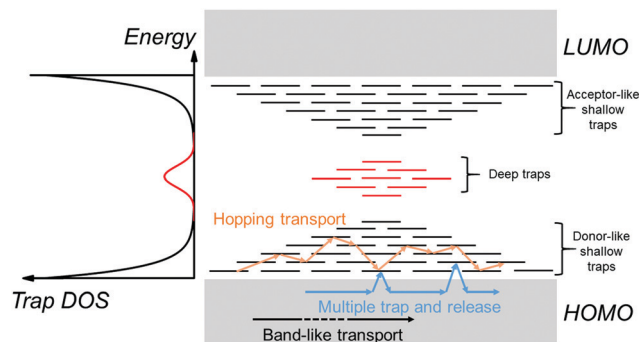 Energy
LUMO
Acceptor-like
shallow
traps
Deep traps
Hopping transport
Donor-like
shallow
traps
Trap DOS
Multiple trap and release
HOMO
Band-like transport